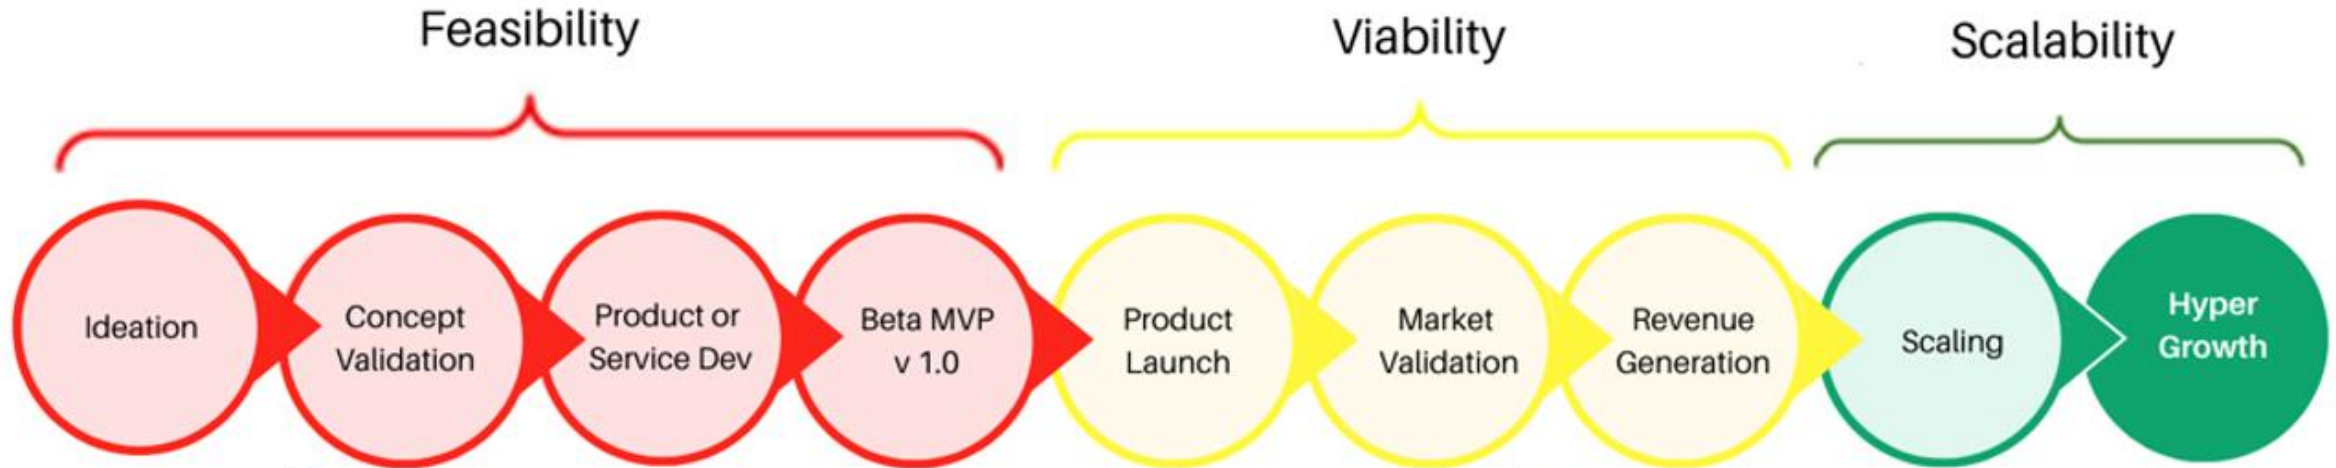 Feasibility
Viability
Scalability
Ideation
Concept
Validation
Product or
Service Dev
Beta MVP
v 1.0
Product
Launch
Market
Validation
Revenue
Generation
Scaling
Hyper
Growth